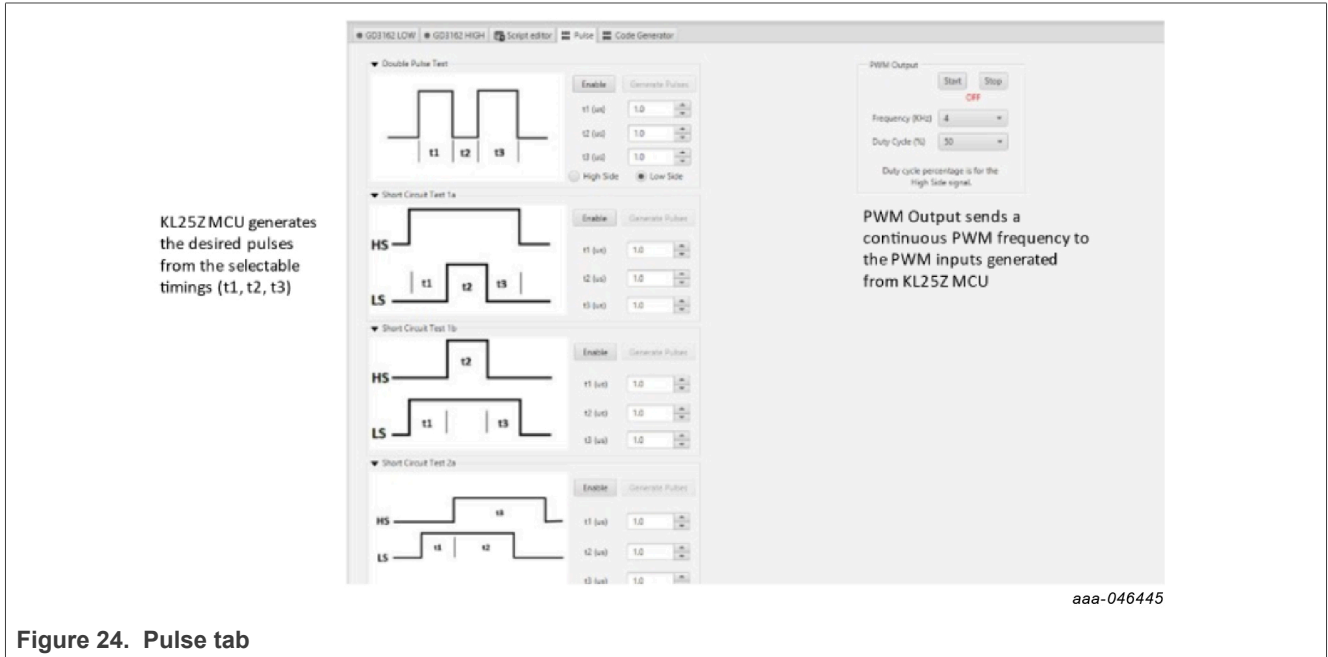 GD3162 LOW GD3162 HIGH Script editor Pulse Code Generator
Double Pulse Test
Enable Generate Pulses
t1 (us) 1.0
t2 (us) 1.0
t3 (us) 1.0
t1 t2 t3
High Side Low Side
Short Circuit Test 1a
Enable Generate Pulses
HS
t1 (us) 1.0
t1 t2 t3
t2 (us) 1.0
LS
t3 (us) 1.0
Short Circuit Test 1b
Enable Generate Pulses
t2
HS
t1 (us) 1.0
t1 t3
t2 (us) 1.0
LS
t3 (us) 1.0
Short Circuit Test 2a
Enable Generate Pulses
t3
HS
t1 (us) 1.0
t1 t2
t2 (us) 1.0
LS
t3 (us) 1.0
KL25Z MCU generates
the desired pulses
from the selectable
timings (t1, t2, t3)
PWM Output
Start Stop
OFF
Frequency (KHz) 4
Duty Cycle (%) 50
Duty cycle percentage is for the
High Side signal.
PWM Output sends a
continuous PWM frequency to
the PWM inputs generated
from KL25Z MCU
aaa-046445
Figure 24. Pulse tab